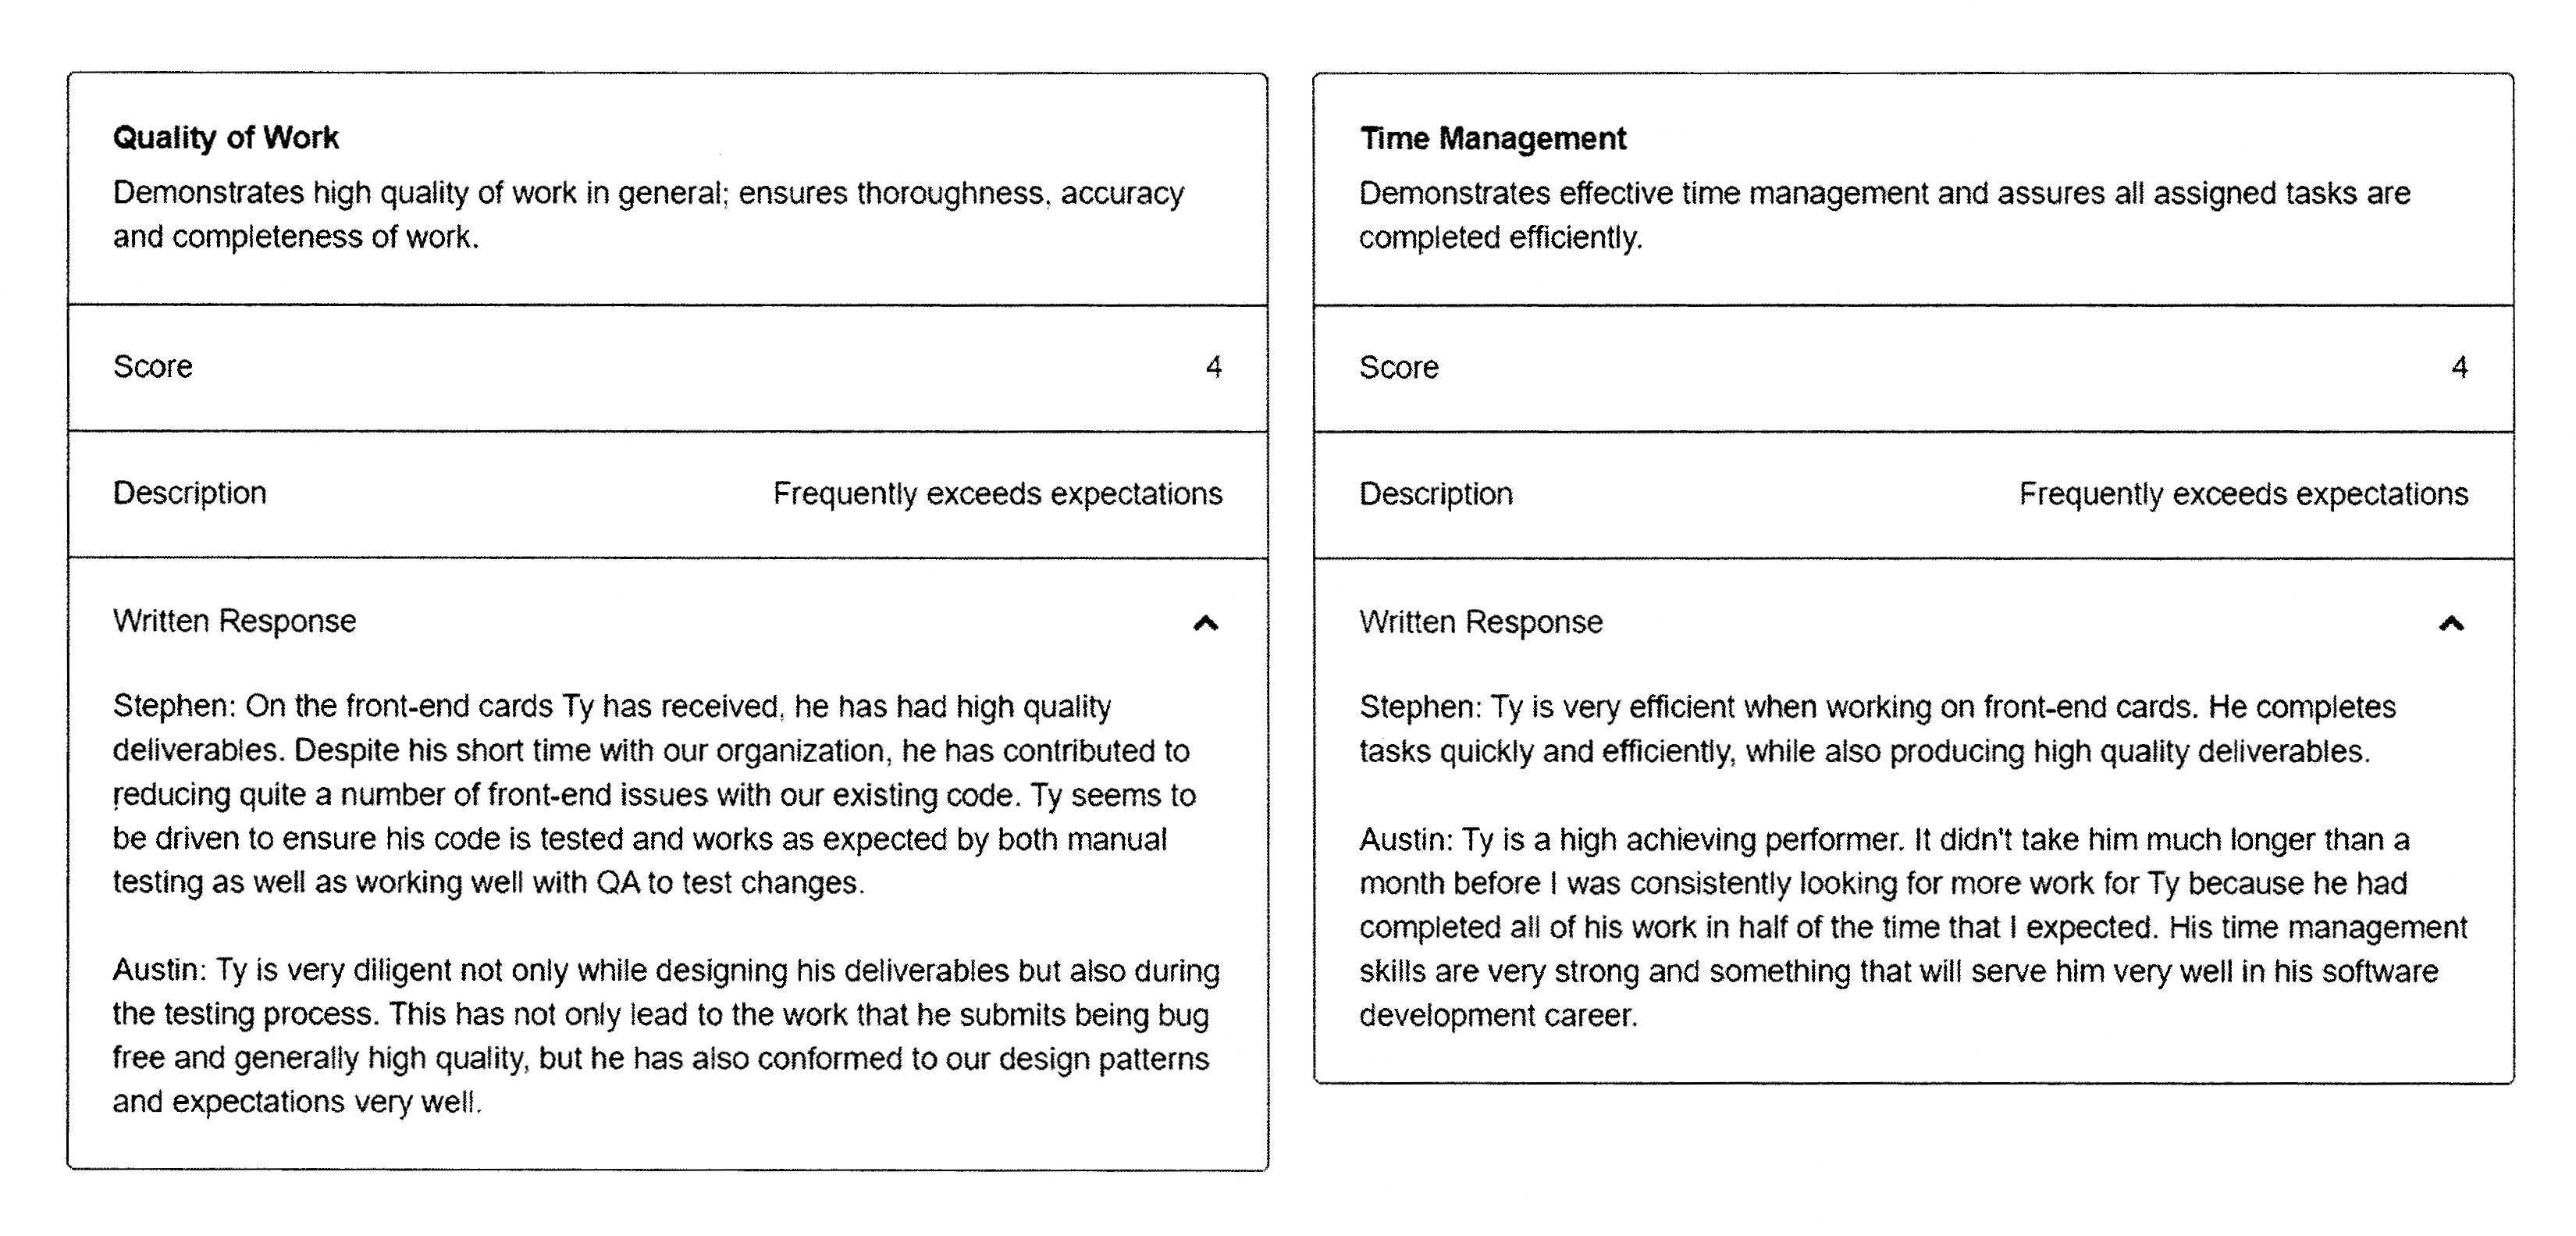 Quality of Work
Demonstrates high quality of work in general; ensures thoroughness, accuracy
and completeness of work.
Score 4
Description Frequently exceeds expectations
Written Response
Stephen: On the front-end cards Ty has received, he has had high quality
deliverables. Despite his short time with our organization, he has contributed to
reducing quite a number of front-end issues with our existing code. Ty seems to
be driven to ensure his code is tested and works as expected by both manual
testing as well as working well with QA to test changes.
Austin: Ty is very diligent not only while designing his deliverables but also during
the testing process. This has not only lead to the work that he submits being bug
free and generally high quality, but he has also conformed to our design patterns
and expectations very well.
Time Management
Demonstrates effective time management and assures all assigned tasks are
completed efficiently.
Score 4
Description Frequently exceeds expectations
Written Response
Stephen: Ty is very efficient when working on front-end cards. He completes
tasks quickly and efficiently, while also producing high quality deliverables.
Austin: Ty is a high achieving performer. It didn't take him much longer than a
month before I was consistently looking for more work for Ty because he had
completed all of his work in half of the time that I expected. His time management
skills are very strong and something that will serve him very well in his software
development career.